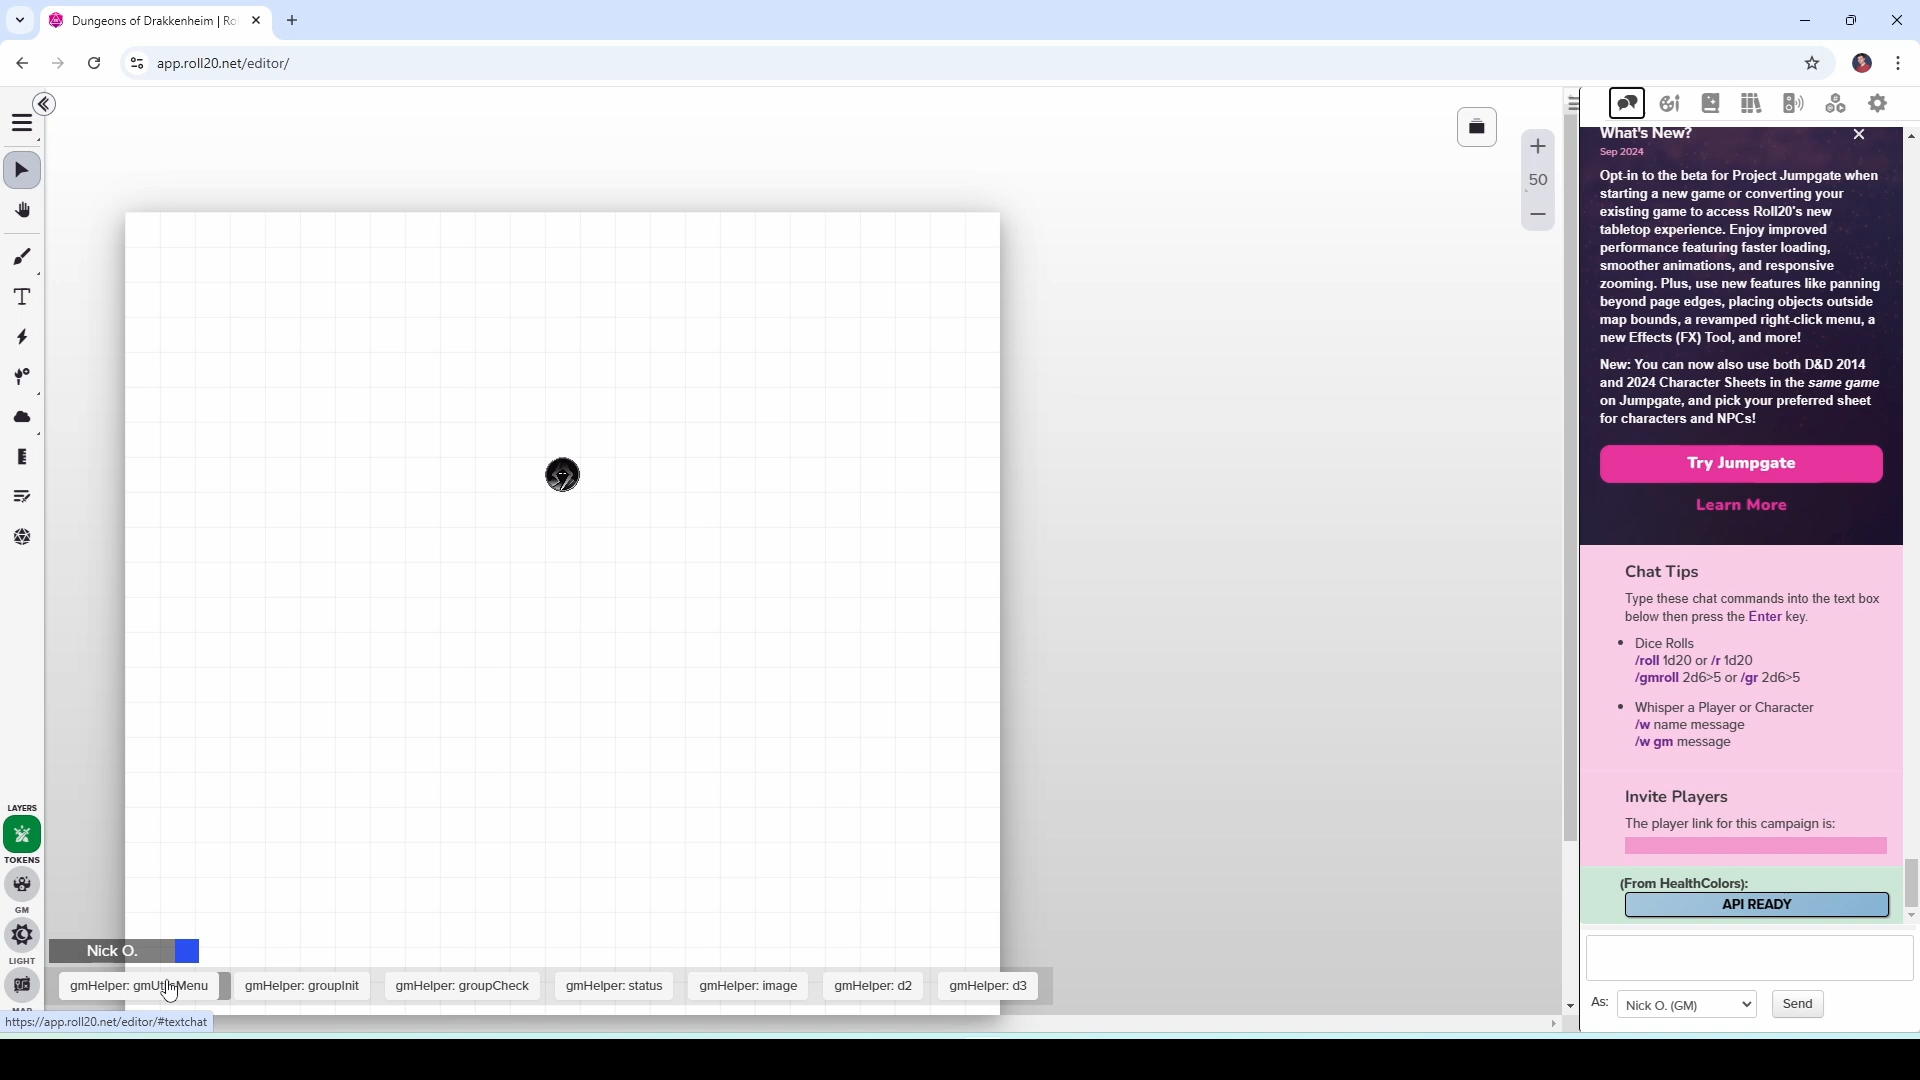 Dungeons of Drakkenheim | Ro
app.roll20.net/editor/
50
What's New?
Sep 2024
Opt-in to the beta for Project Jumpgate when
starting a new game or converting your
existing game to access Roll20's new
tabletop experience. Enjoy improved
performance featuring faster loading,
smoother animations, and responsive
zooming. Plus, use new features like panning
beyond page edges, placing objects outside
map bounds, a revamped right-click menu, a
new Effects (FX) Tool, and more!
New: You can now also use both D&D 2014
and 2024 Character Sheets in the same game
on Jumpgate, and pick your preferred sheet
for characters and NPCs!
Try Jumpgate
Learn More
Chat Tips
Type these chat commands into the text box
below then press the Enter key.
• Dice Rolls
/roll 1d20 or /r 1d20
/gmroll 2d6>5 or /gr 2d6>5
• Whisper a Player or Character
/w name message
/w gm message
Invite Players
The player link for this campaign is:
(From HealthColors):
API READY
As: Nick O. (GM)
Send
LAYERS
TOKENS
GM
LIGHT
Nick O.
gmHelper: groupInit
gmHelper: groupCheck
gmHelper: status
gmHelper: image
gmHelper: d2
gmHelper: d3
https://app.roll20.net/editor/#textchat